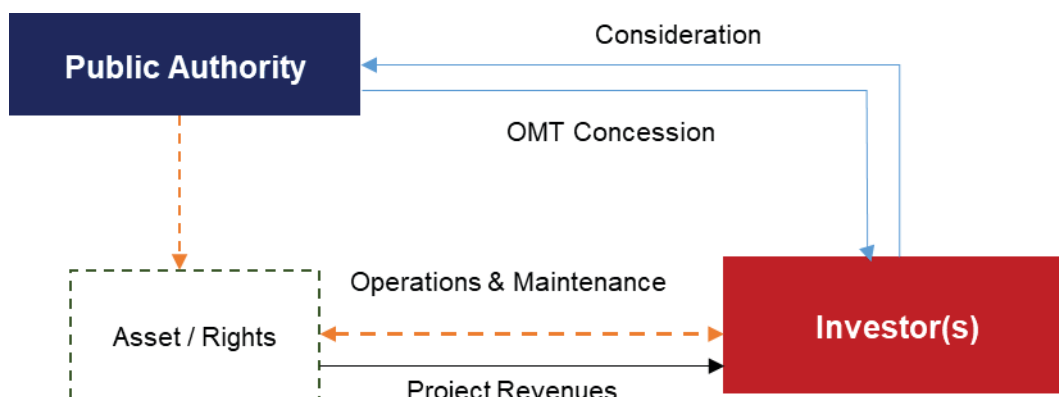 Consideration
Public Authority
OMT Concession
Operations & Maintenance
Asset / Rights
Investor(s)
Project Revenues